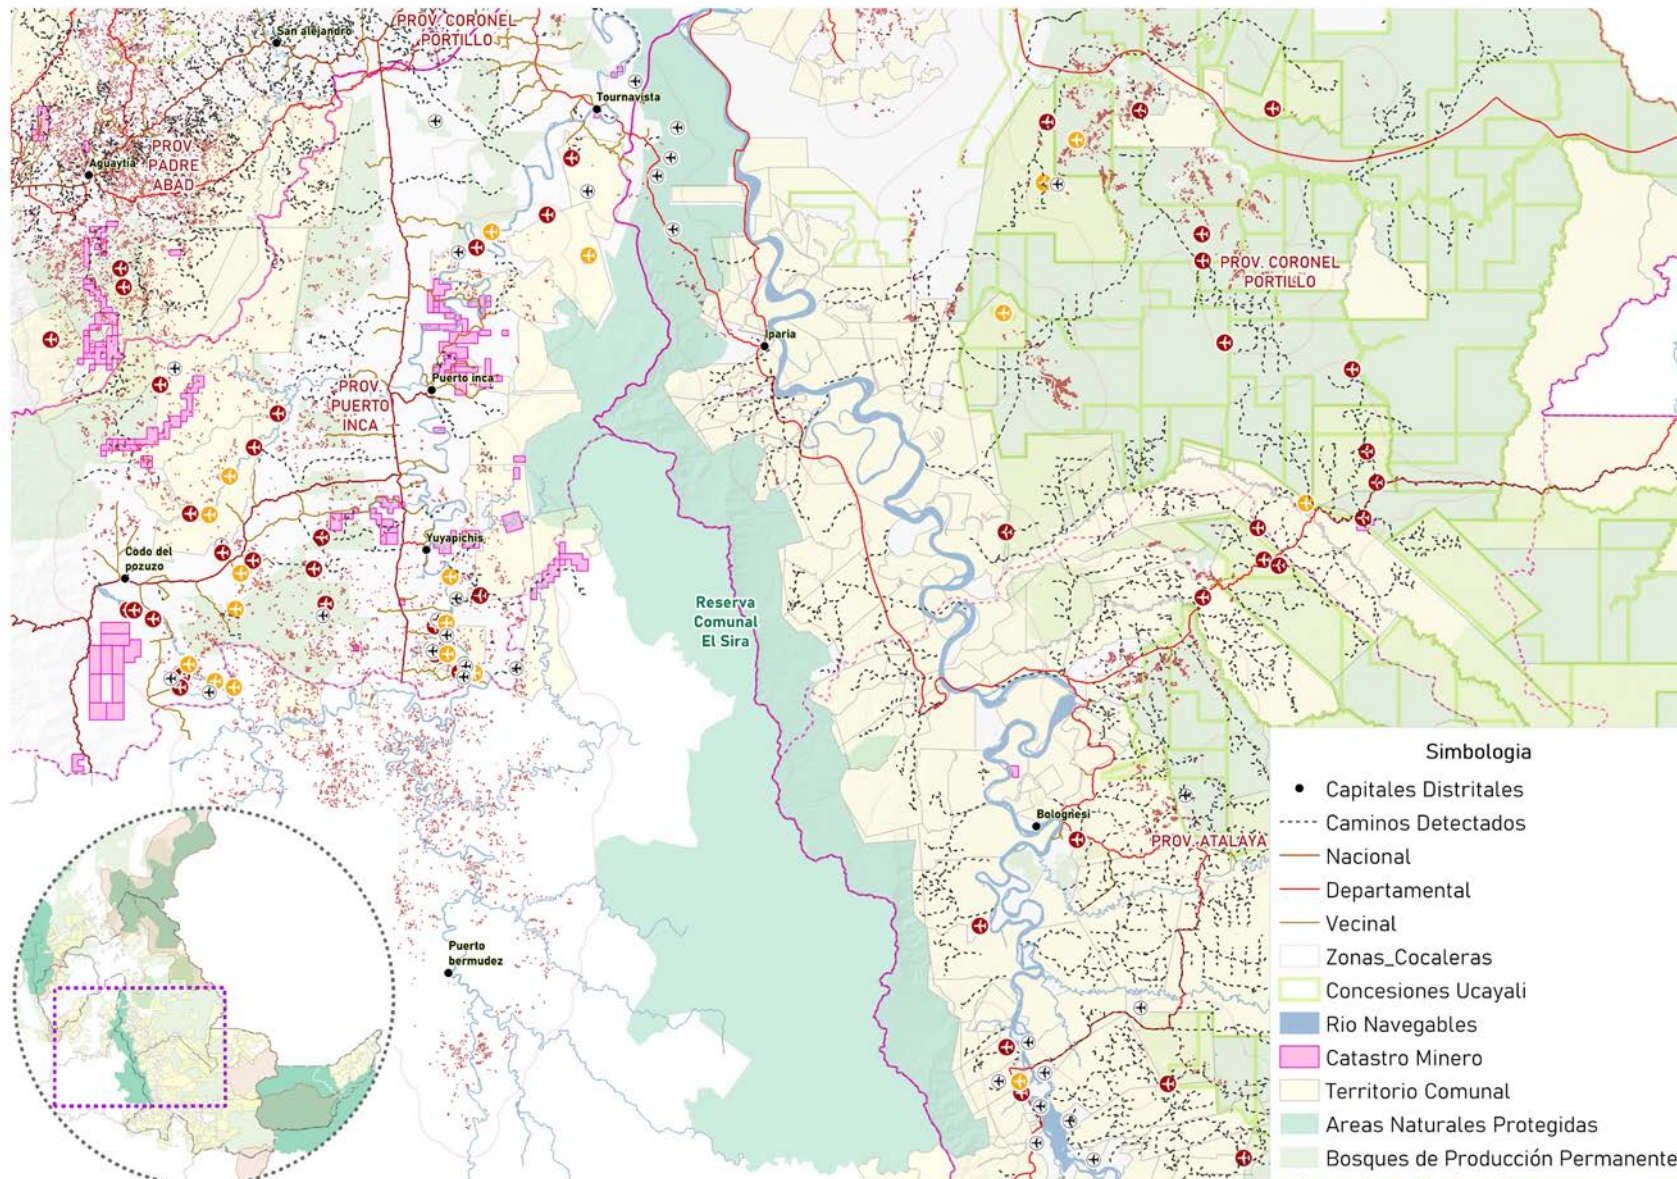 PROV. CORONEL
PORTILLO
San alejandro
Tournavista
PROV.
PADRE
ABAD
Aguaytia
PROV. CORONEL
PORTILLO
Iparia
Puerto inca
PROV.
PUERTO
INCA
Yuyapichis
Codo del
pozuzo
Reserva
Comunal
El Sira
Bolognesi
PROV. ATALAYA
Puerto
bermudez
Simbologia
Capitales Distritales
Caminos Detectados
Nacional
Departamental
Vecinal
Zonas_Cocaleras
Concesiones Ucayali
Rio Navegables
Catastro Minero
Territorio Comunal
Areas Naturales Protegidas
Bosques de Producción Permanente